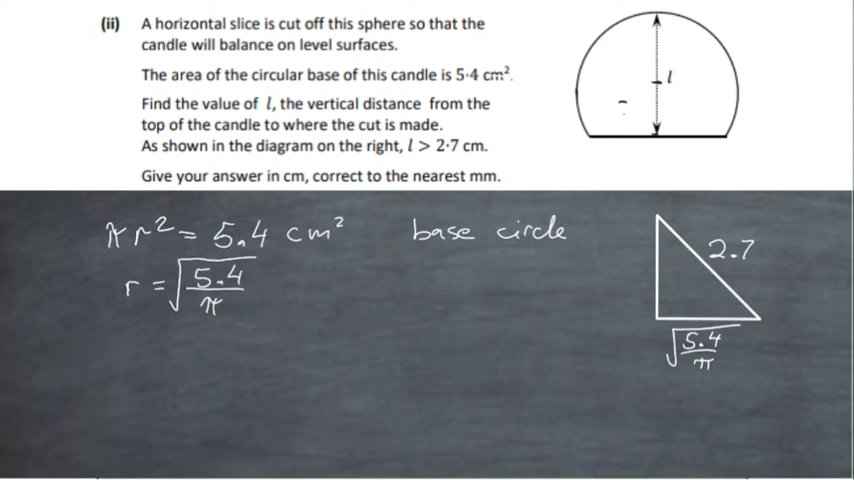 (ii) A horizontal slice is cut off this sphere so that the
candle will balance on level surfaces.
The area of the circular base of this candle is 5·4 cm².
Find the value of l, the vertical distance from the
top of the candle to where the cut is made.
As shown in the diagram on the right, l > 2·7 cm.
Give your answer in cm, correct to the nearest mm.
l
πr² = 5.4 cm² base circle
r = √(5.4/π)
2.7
√(5.4/π)